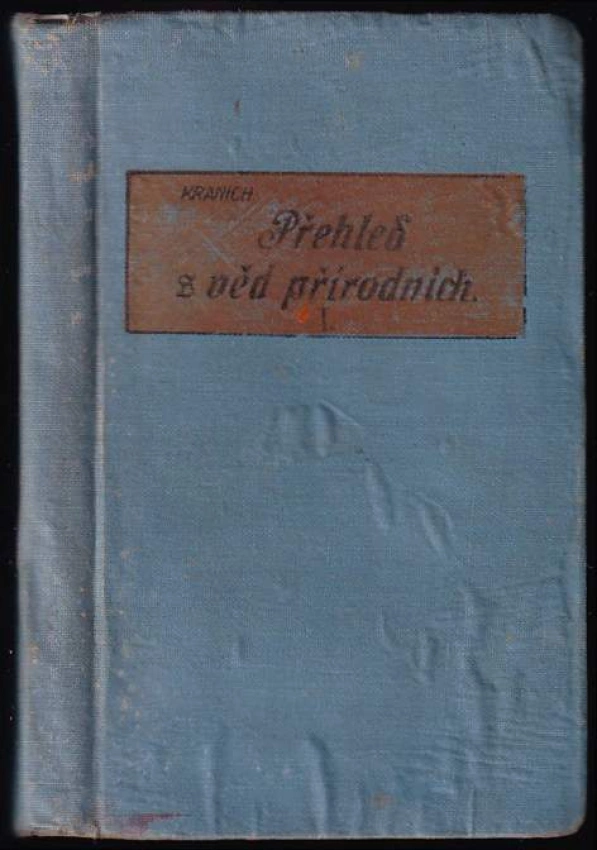 KRANICH
Přehled
z věd přírodních.
I.